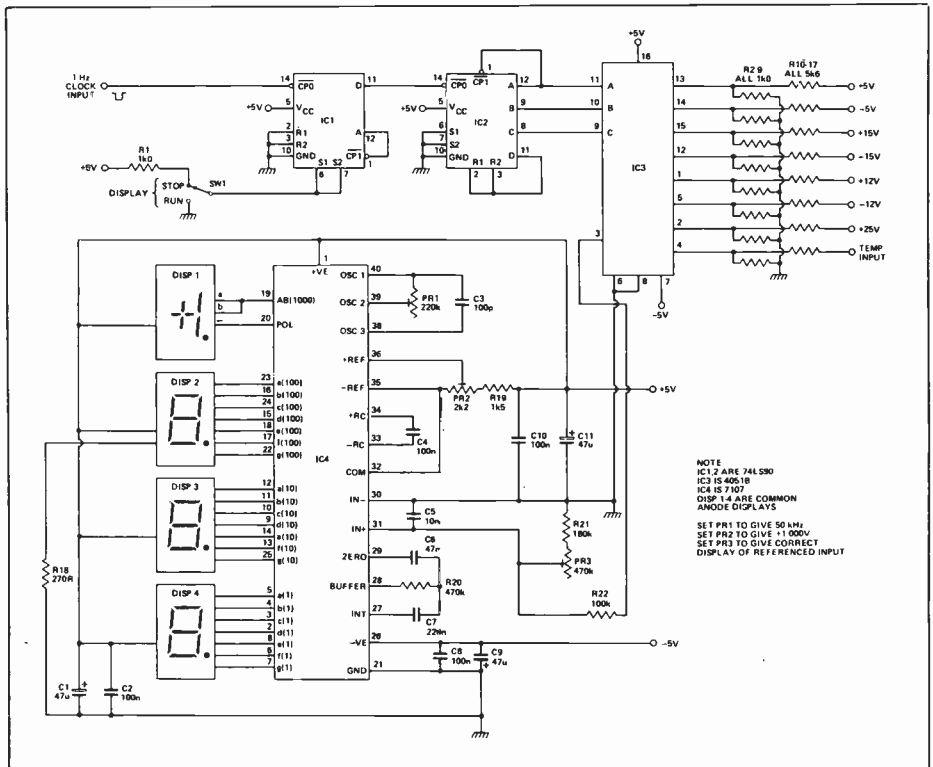 1 Hz
CLOCK
INPUT
14
CP0
+5V
5
VCC
2
R1
3
R2
10
GND
IC1
S1
S2
6
7
D
11
A
12
CP1
1
R1
1k0
+5V
DISPLAY
STOP
RUN
SW1
14
CP0
CP1
1
+5V
5
VCC
6
S1
7
S2
10
GND
IC2
R1
R2
2
3
A
12
B
9
C
8
D
11
+5V
16
11
A
10
B
9
C
IC3
3
6
8
7
-5V
13
14
15
12
1
5
2
4
R2-9
ALL 1k0
R10-17
ALL 5k6
+5V
-5V
+15V
-15V
+12V
-12V
+25V
TEMP
INPUT
DISP 1
a
b
19
AB(1000)
20
POL
1
+VE
DISP 2
23
a(100)
16
b(100)
24
c(100)
15
d(100)
18
e(100)
17
f(100)
22
g(100)
DISP 3
12
a(10)
11
b(10)
10
c(10)
9
d(10)
14
13
f(10)
25
g(10)
DISP 4
5
a(1)
4
b(1)
3
c(1)
2
d(1)
8
e(1)
6
f(1)
7
g(1)
IC4
OSC 1
40
OSC 2
39
OSC 3
38
+REF
36
-REF
35
+RC
34
-RC
33
COM
32
IN-
30
IN+
31
ZERO
29
BUFFER
28
INT
27
-VE
26
GND
21
PR1
220k
C3
100p
PR2
2k2
R19
1k5
+5V
C4
100n
C10
100n
C11
47u
C5
10n
C6
47n
R20
470k
C7
R21
180k
PR3
470k
R22
100k
C8
100n
C9
47u
-5V
R18
270R
C1
47u
C2
100n
NOTE
IC1,2 ARE 74LS90
IC3 IS 4051B
IC4 IS 7107
DISP 1-4 ARE COMMON
ANODE DISPLAYS
SET PR1 TO GIVE 50 kHz
SET PR2 TO GIVE +1 000V
SET PR3 TO GIVE CORRECT
DISPLAY OF REFERENCED INPUT